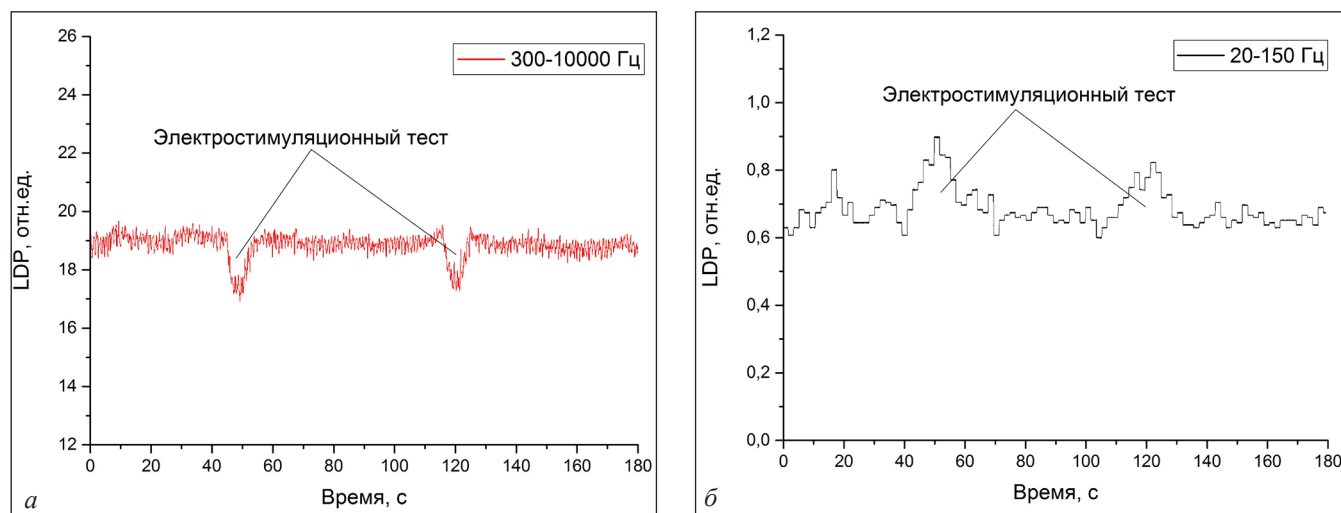 26
24
22
20
18
16
14
12
LDP, отн.ед.
300-10000 Гц
Электростимуляционный тест
0 20 40 60 80 100 120 140 160 180
Время, с
а
1,2
1,0
0,8
0,6
0,4
0,2
0,0
LDP, отн.ед.
20-150 Гц
Электростимуляционный тест
0 20 40 60 80 100 120 140 160 180
Время, с
б